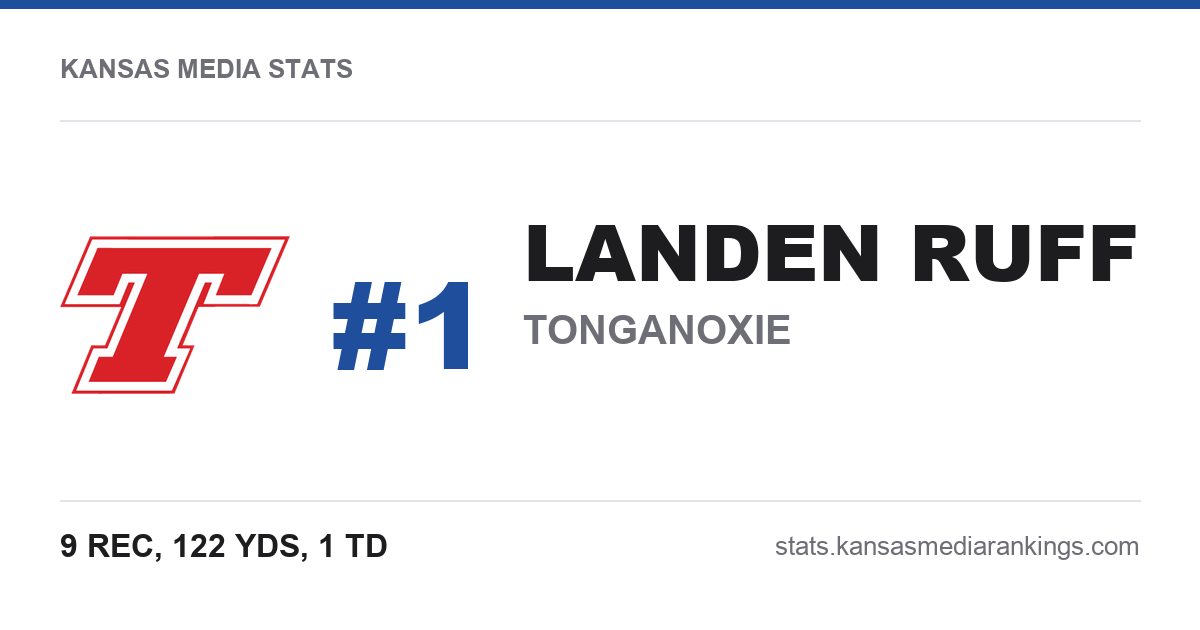 KANSAS MEDIA STATS
T
#1
LANDEN RUFF
TONGANOXIE
9 REC, 122 YDS, 1 TD
stats.kansasmediarankings.com